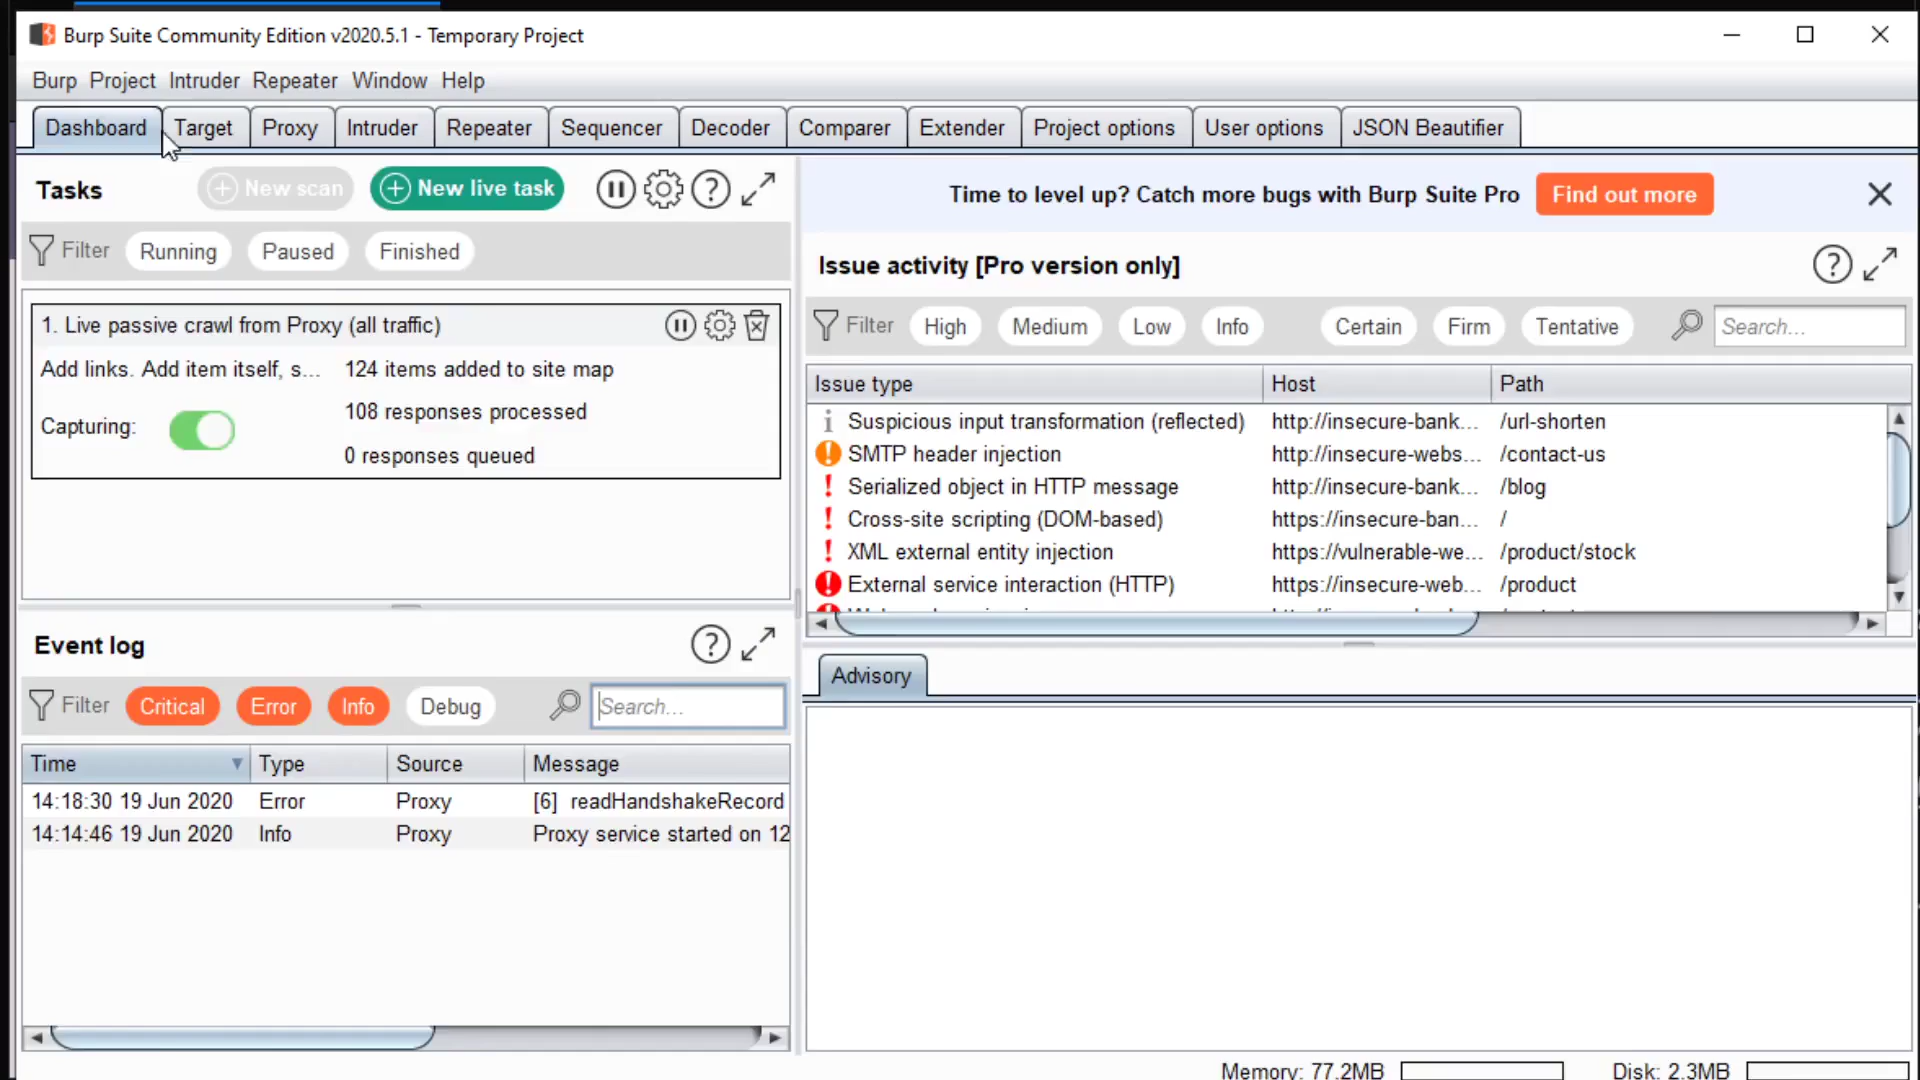 Burp Suite Community Edition v2020.5.1 - Temporary Project
Burp Project Intruder Repeater Window Help
Dashboard Target Proxy Intruder Repeater Sequencer Decoder Comparer Extender Project options User options JSON Beautifier
Tasks New scan New live task
Filter Running Paused Finished
1. Live passive crawl from Proxy (all traffic)
Add links. Add item itself, s... 124 items added to site map
108 responses processed
Capturing:
0 responses queued
Event log
Filter Critical Error Info Debug Search...
Time Type Source Message
14:18:30 19 Jun 2020 Error Proxy [6] readHandshakeRecord
14:14:46 19 Jun 2020 Info Proxy Proxy service started on 12
Time to level up? Catch more bugs with Burp Suite Pro Find out more
Issue activity [Pro version only]
Filter High Medium Low Info Certain Firm Tentative Search...
Issue type Host Path
Suspicious input transformation (reflected) http://insecure-bank... /url-shorten
SMTP header injection http://insecure-webs... /contact-us
Serialized object in HTTP message http://insecure-bank... /blog
Cross-site scripting (DOM-based) https://insecure-ban... /
XML external entity injection https://vulnerable-we... /product/stock
External service interaction (HTTP) https://insecure-web... /product
Advisory
Memory: 77.2MB Disk: 2.3MB